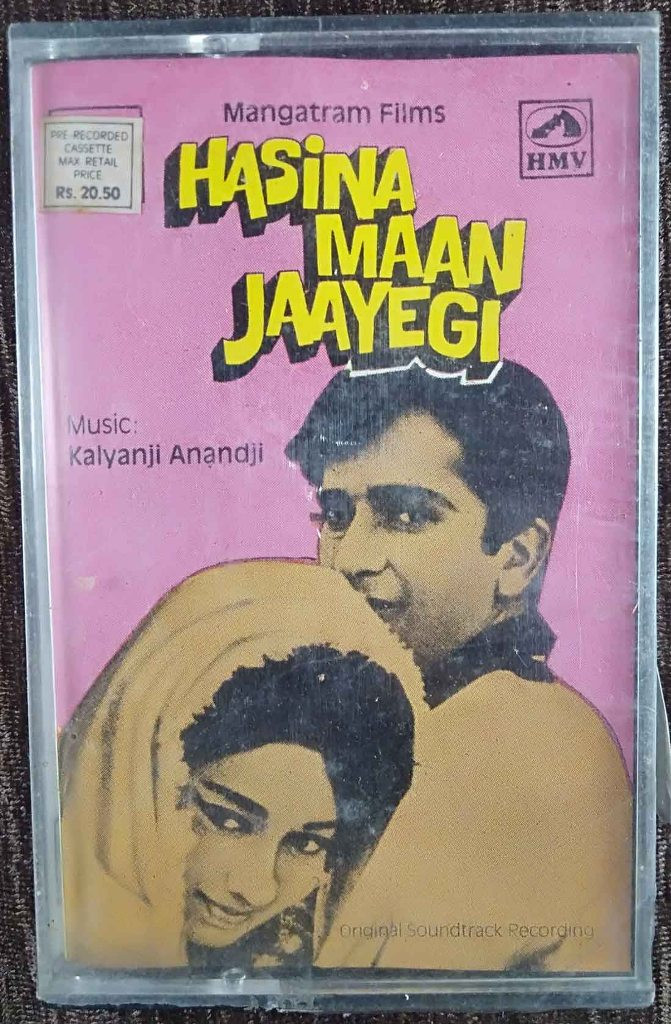 Mangatram Films
PRE-RECORDED
CASSETTE
MAX RETAIL
PRICE
Rs. 20.50
HMV
HASiNA
MAAN
JAAYEGI
Music:
Kalyanji Anandji
Original Soundtrack Recording